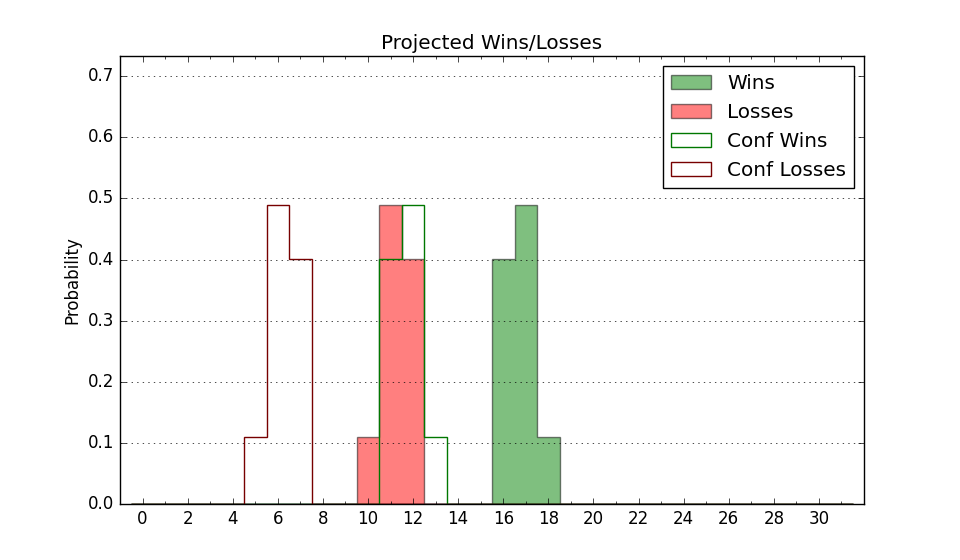 Projected Wins/Losses
Probability
0.7
0.6
0.5
0.4
0.3
0.2
0.1
0.0
0 2 4 6 8 10 12 14 16 18 20 22 24 26 28 30
Wins
Losses
Conf Wins
Conf Losses